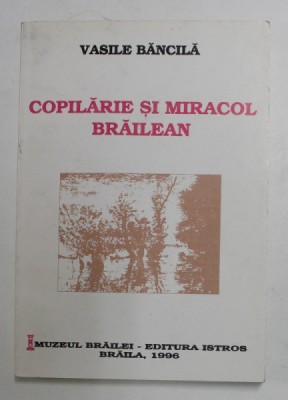 VASILE BĂNCILĂ
COPILĂRIE ȘI MIRACOL
BRĂILEAN
MUZEUL BRĂILEI - EDITURA ISTROS
BRĂILA, 1996